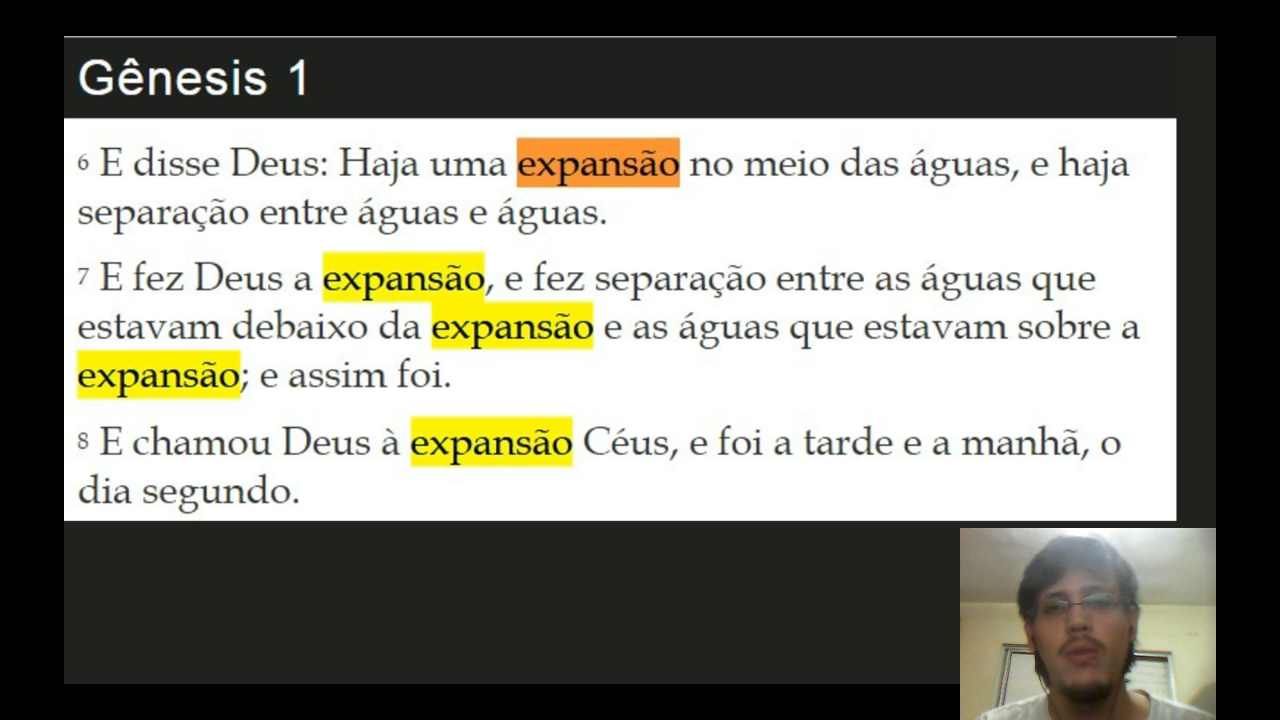 Gênesis 1
6 E disse Deus: Haja uma expansão no meio das águas, e haja
separação entre águas e águas.
7 E fez Deus a expansão, e fez separação entre as águas que
estavam debaixo da expansão e as águas que estavam sobre a
expansão; e assim foi.
8 E chamou Deus à expansão Céus, e foi a tarde e a manhã, o
dia segundo.